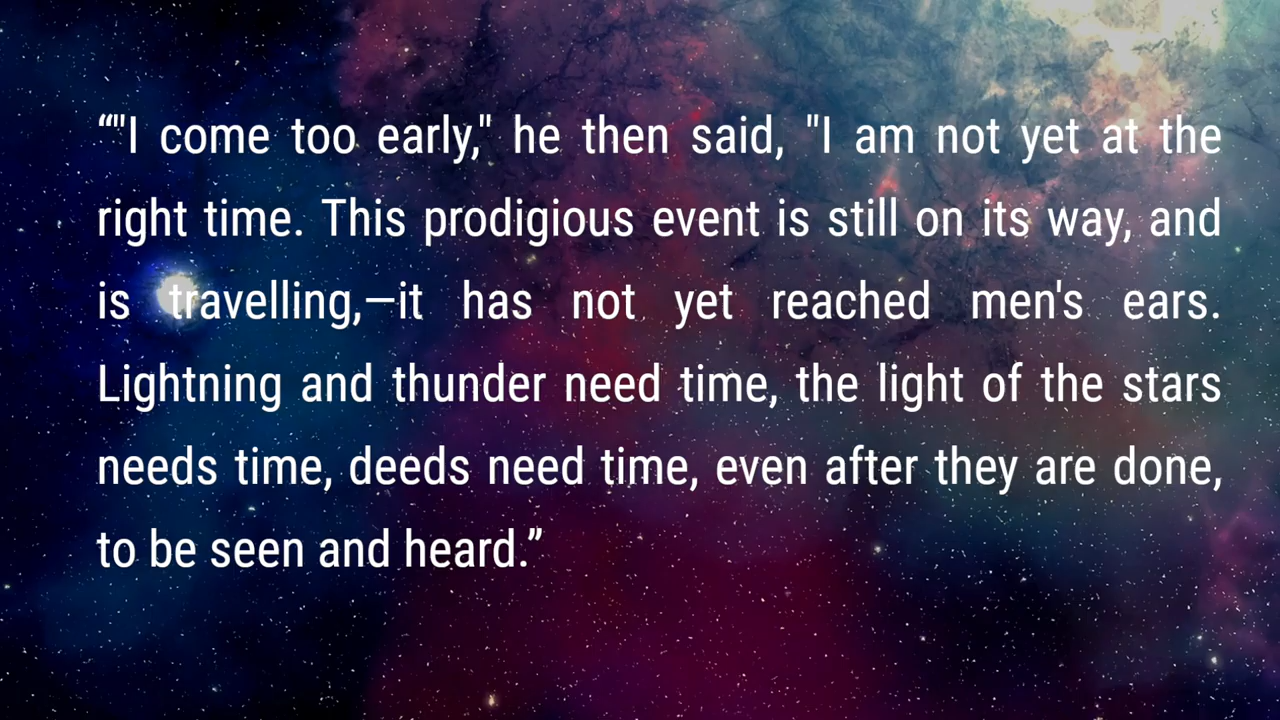 “"I come too early," he then said, "I am not yet at the
right time. This prodigious event is still on its way, and
is travelling,—it has not yet reached men's ears.
Lightning and thunder need time, the light of the stars
needs time, deeds need time, even after they are done,
to be seen and heard.”